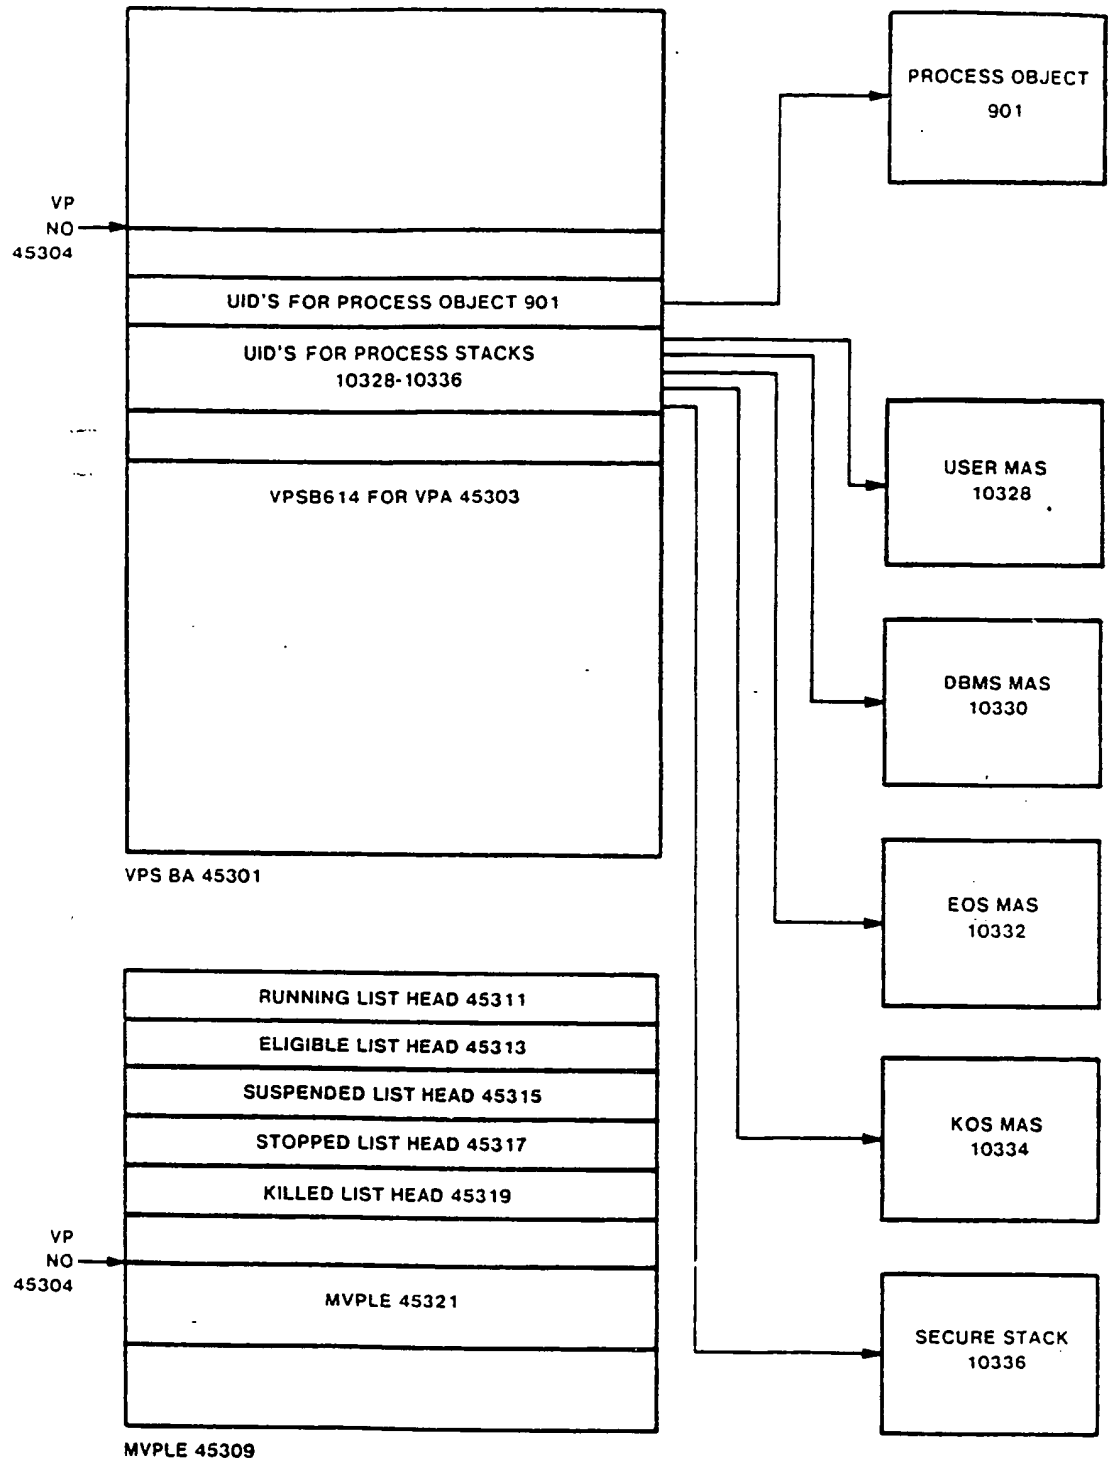 VP
NO
45304
UID'S FOR PROCESS OBJECT 901
UID'S FOR PROCESS STACKS
10328-10336
VPSB614 FOR VPA 45303
VPS BA 45301
PROCESS OBJECT
901
USER MAS
10328
DBMS MAS
10330
EOS MAS
10332
KOS MAS
10334
SECURE STACK
10336
RUNNING LIST HEAD 45311
ELIGIBLE LIST HEAD 45313
SUSPENDED LIST HEAD 45315
STOPPED LIST HEAD 45317
KILLED LIST HEAD 45319
VP
NO
45304
MVPLE 45321
MVPLE 45309